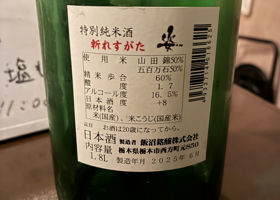 特別純米酒
斬れすがた
使用米 山田錦50%
五百万石50%
精米歩合 60%
酸度 1.7
アルコール度 16.5%
日本酒度 +8
原材料名
米(国産)、米こうじ(国産米)
お酒は20歳になってから。
日本酒 製造者 飯沼銘醸株式会社
内容量 栃木県栃木市西方町元850
1.8L 製造年月 2025年6月